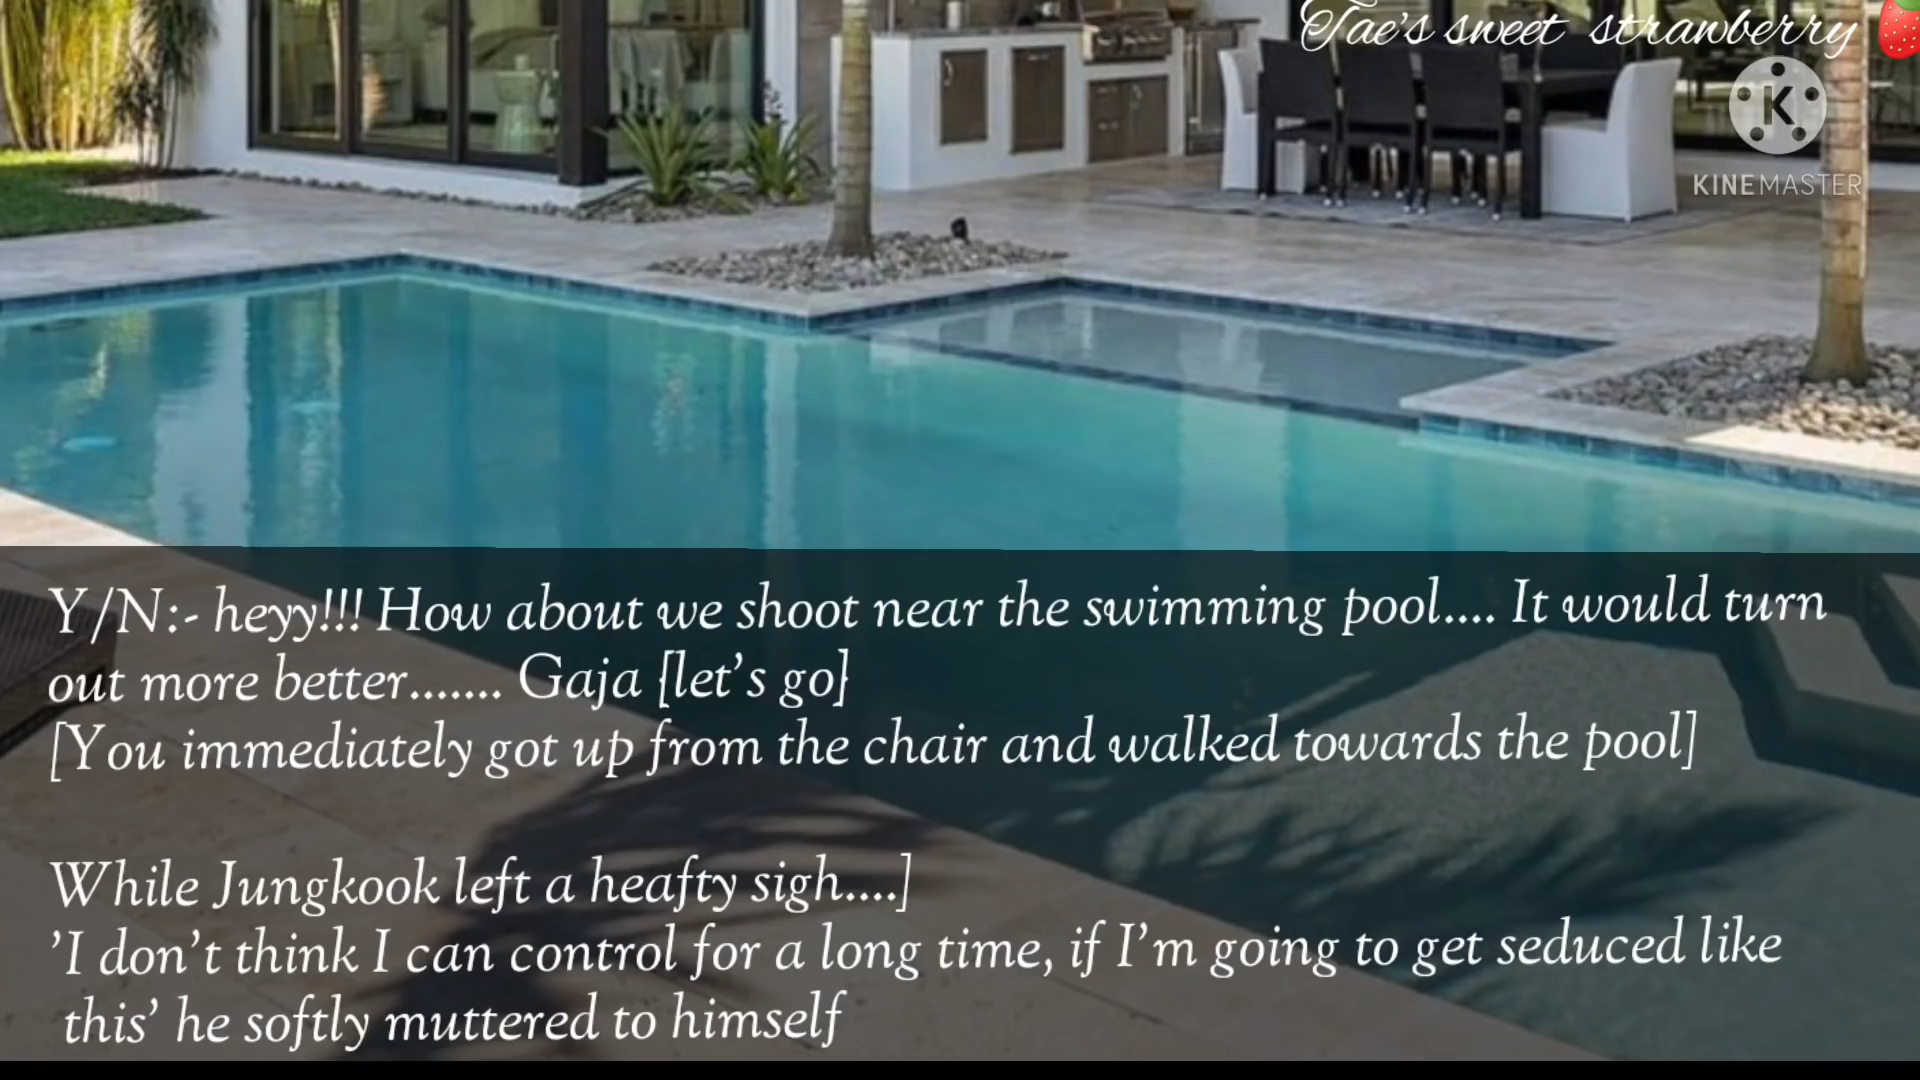 Tae's sweet strawberry
K
KINEMASTER
Y/N:- heyy!!! How about we shoot near the swimming pool.... It would turn
out more better....... Gaja [let's go}
[You immediately got up from the chair and walked towards the pool]
While Jungkook left a heafty sigh....]
'I don't think I can control for a long time, if I'm going to get seduced like
this' he softly muttered to himself